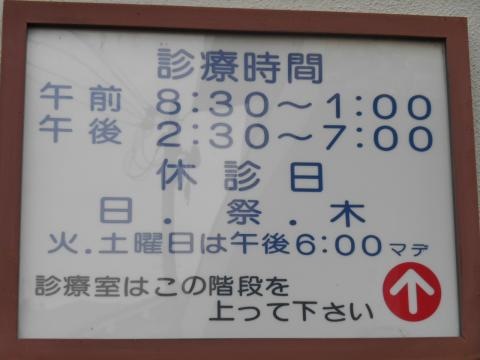 診療時間
午前 8:30～1:00
午後 2:30～7:00
休診日
日.祭.木
火.土曜日は午後6:00マデ
診療室はこの階段を
上って下さい